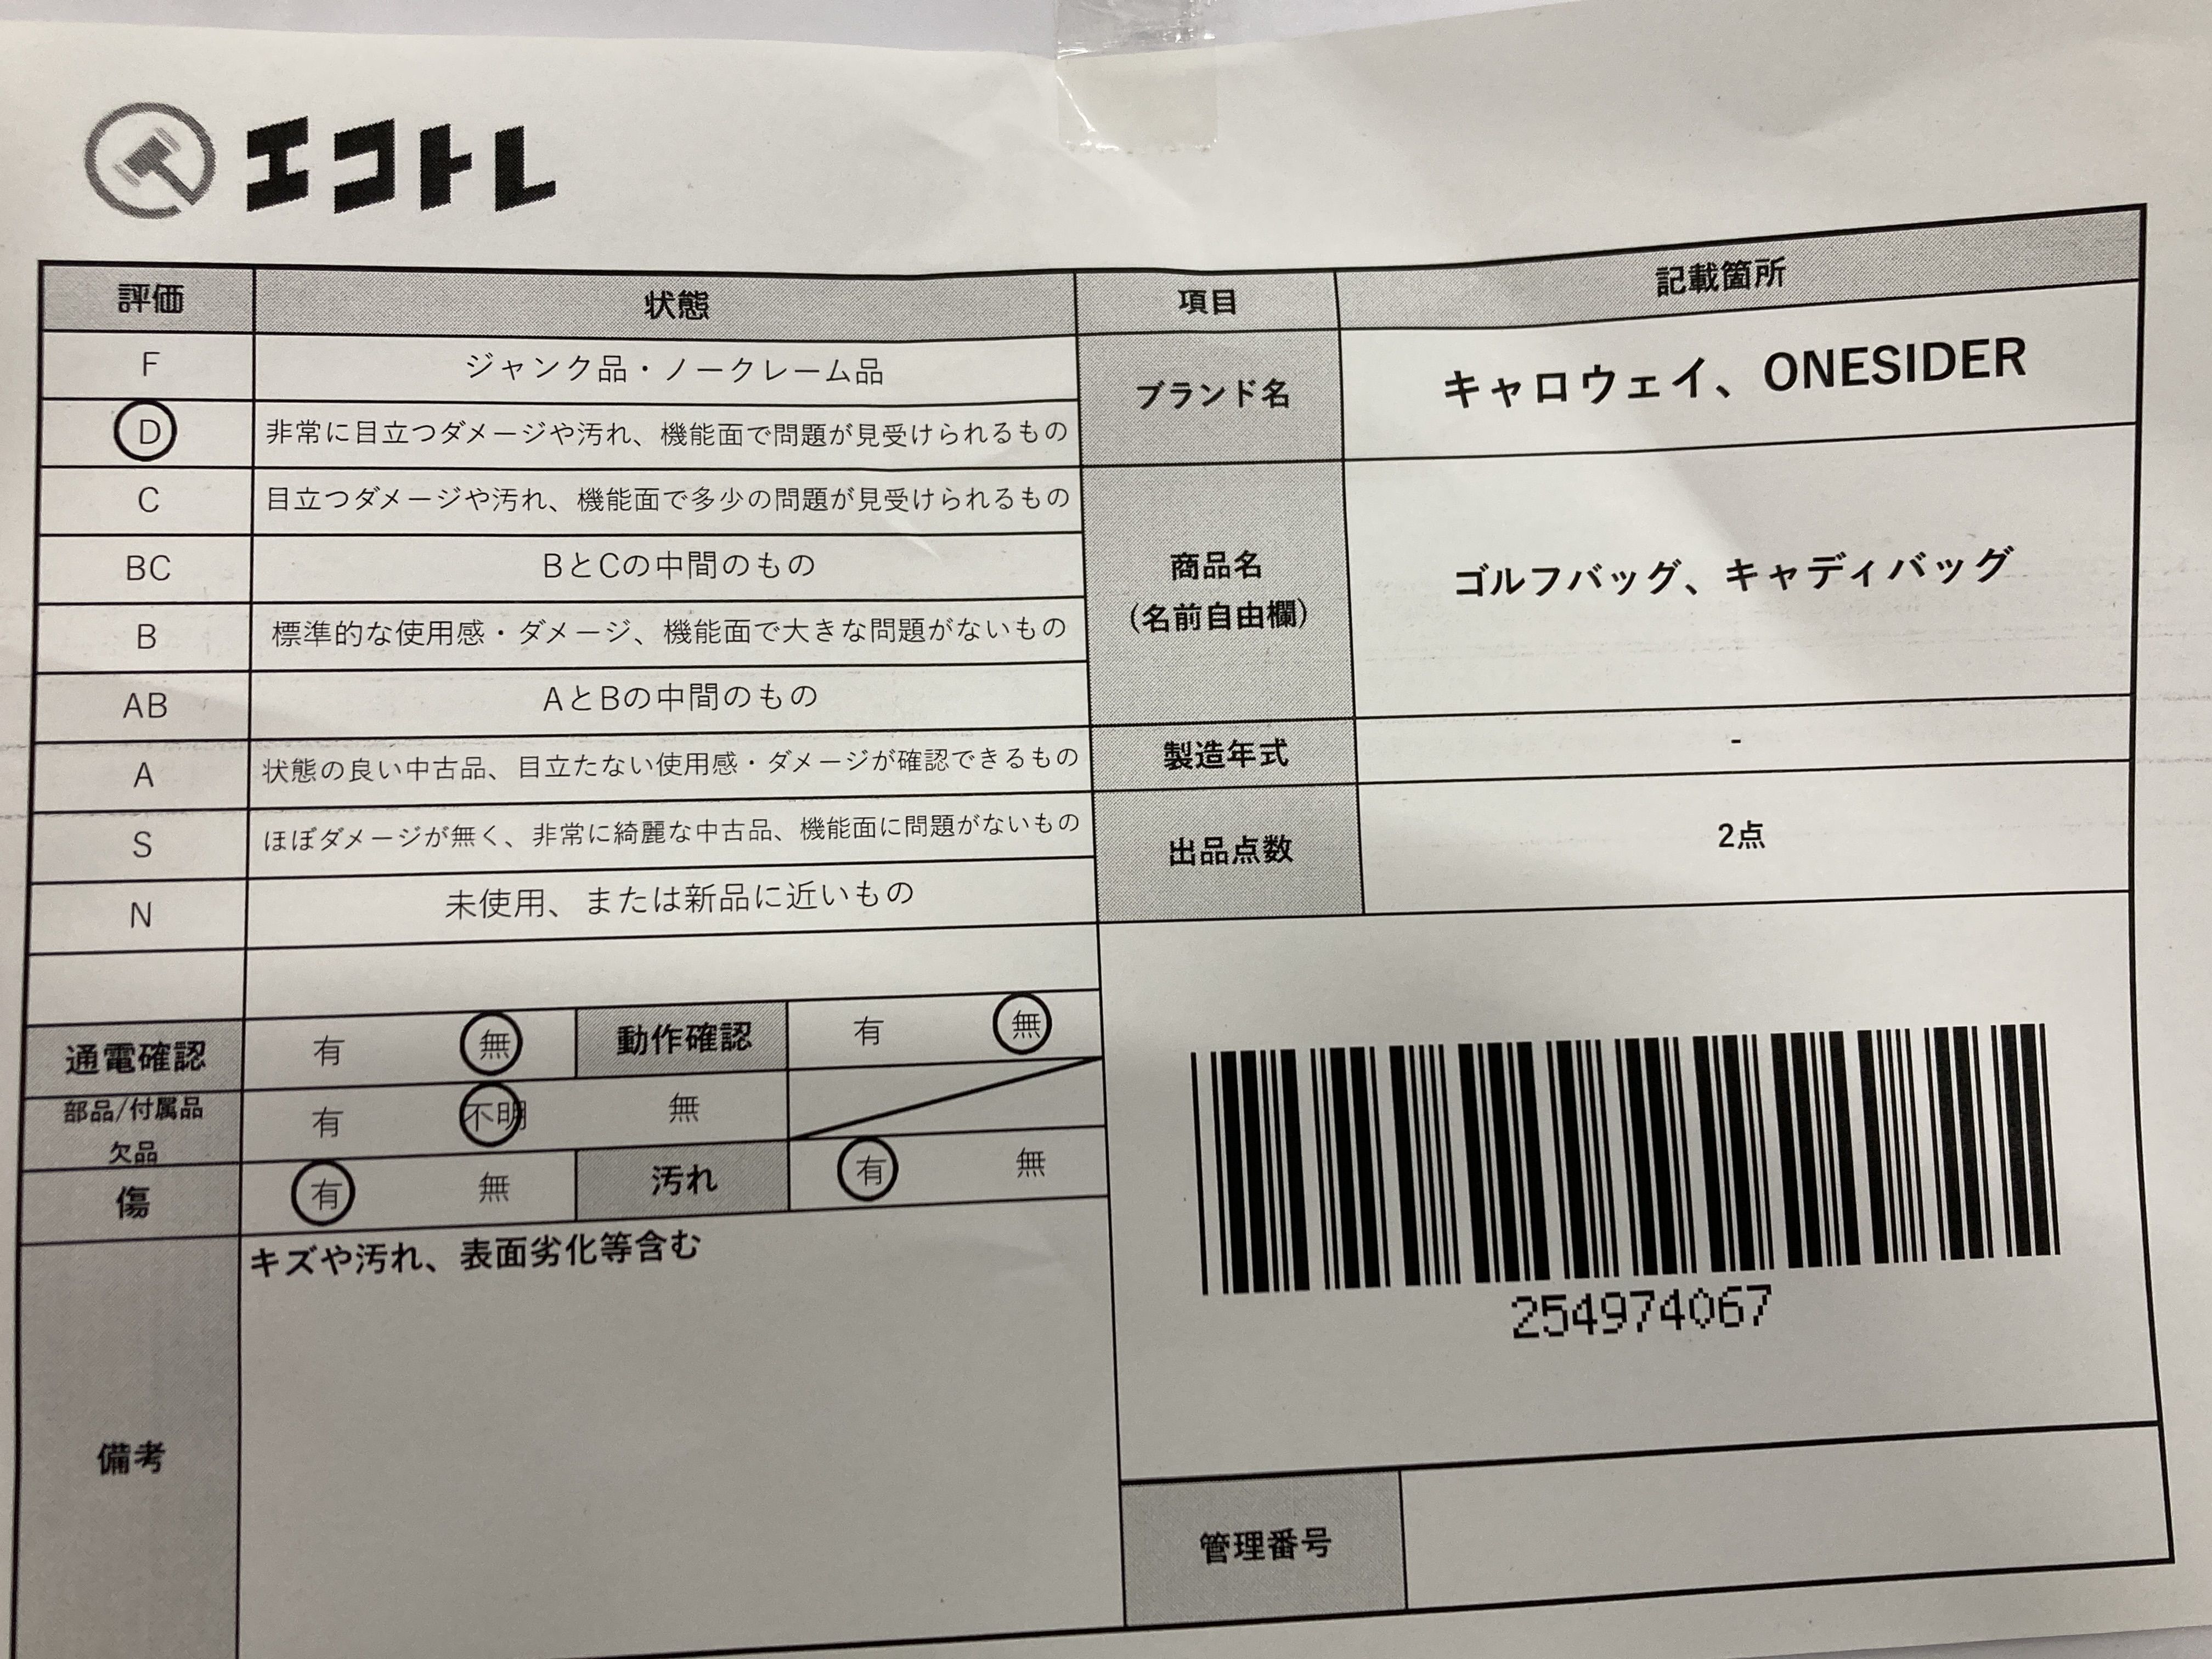 エコトレ
評価 状態
F ジャンク品・ノークレーム品
D 非常に目立つダメージや汚れ、機能面で問題が見受けられるもの
C 目立つダメージや汚れ、機能面で多少の問題が見受けられるもの
BC BとCの中間のもの
B 標準的な使用感・ダメージ、機能面で大きな問題がないもの
AB AとBの中間のもの
A 状態の良い中古品、目立たない使用感・ダメージが確認できるもの
S ほぼダメージが無く、非常に綺麗な中古品、機能面に問題がないもの
N 未使用、または新品に近いもの
通電確認 有 無 動作確認 有 無
部品/付属品
欠品 有 不明 無
傷 有 無 汚れ 有 無
備考 キズや汚れ、表面劣化等含む
項目 記載箇所
ブランド名 キャロウェイ、ONESIDER
商品名
(名前自由欄) ゴルフバッグ、キャディバッグ
製造年式 -
出品点数 2点
254974067
管理番号